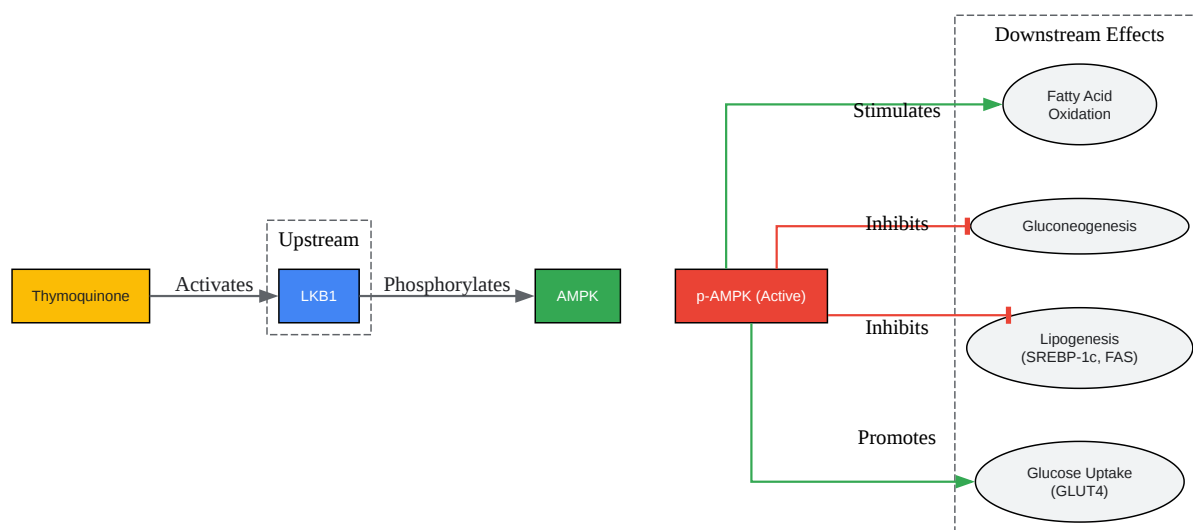 Downstream Effects
Fatty Acid
Oxidation
Stimulates
Inhibits
Gluconeogenesis
Upstream
Thymoquinone
Activates
LKB1
Phosphorylates
AMPK
p-AMPK (Active)
Inhibits
Lipogenesis
(SREBP-1c, FAS)
Promotes
Glucose Uptake
(GLUT4)